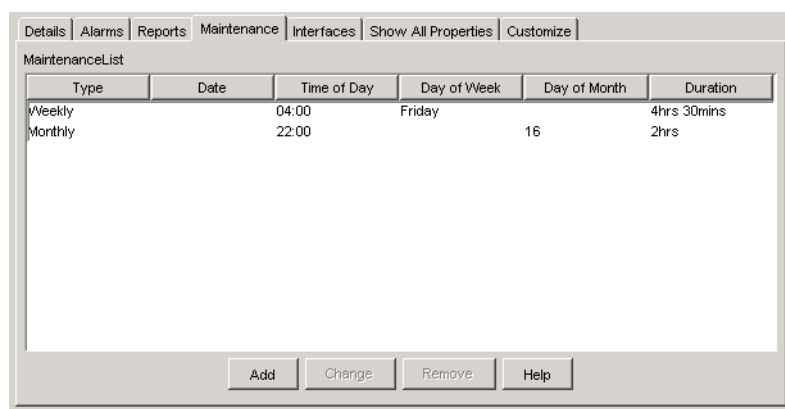 Details Alarms Reports Maintenance Interfaces Show All Properties Customize
MaintenanceList
Type Date Time of Day Day of Week Day of Month Duration
Weekly 04:00 Friday 4hrs 30mins
Monthly 22:00 16 2hrs
Add Change Remove Help